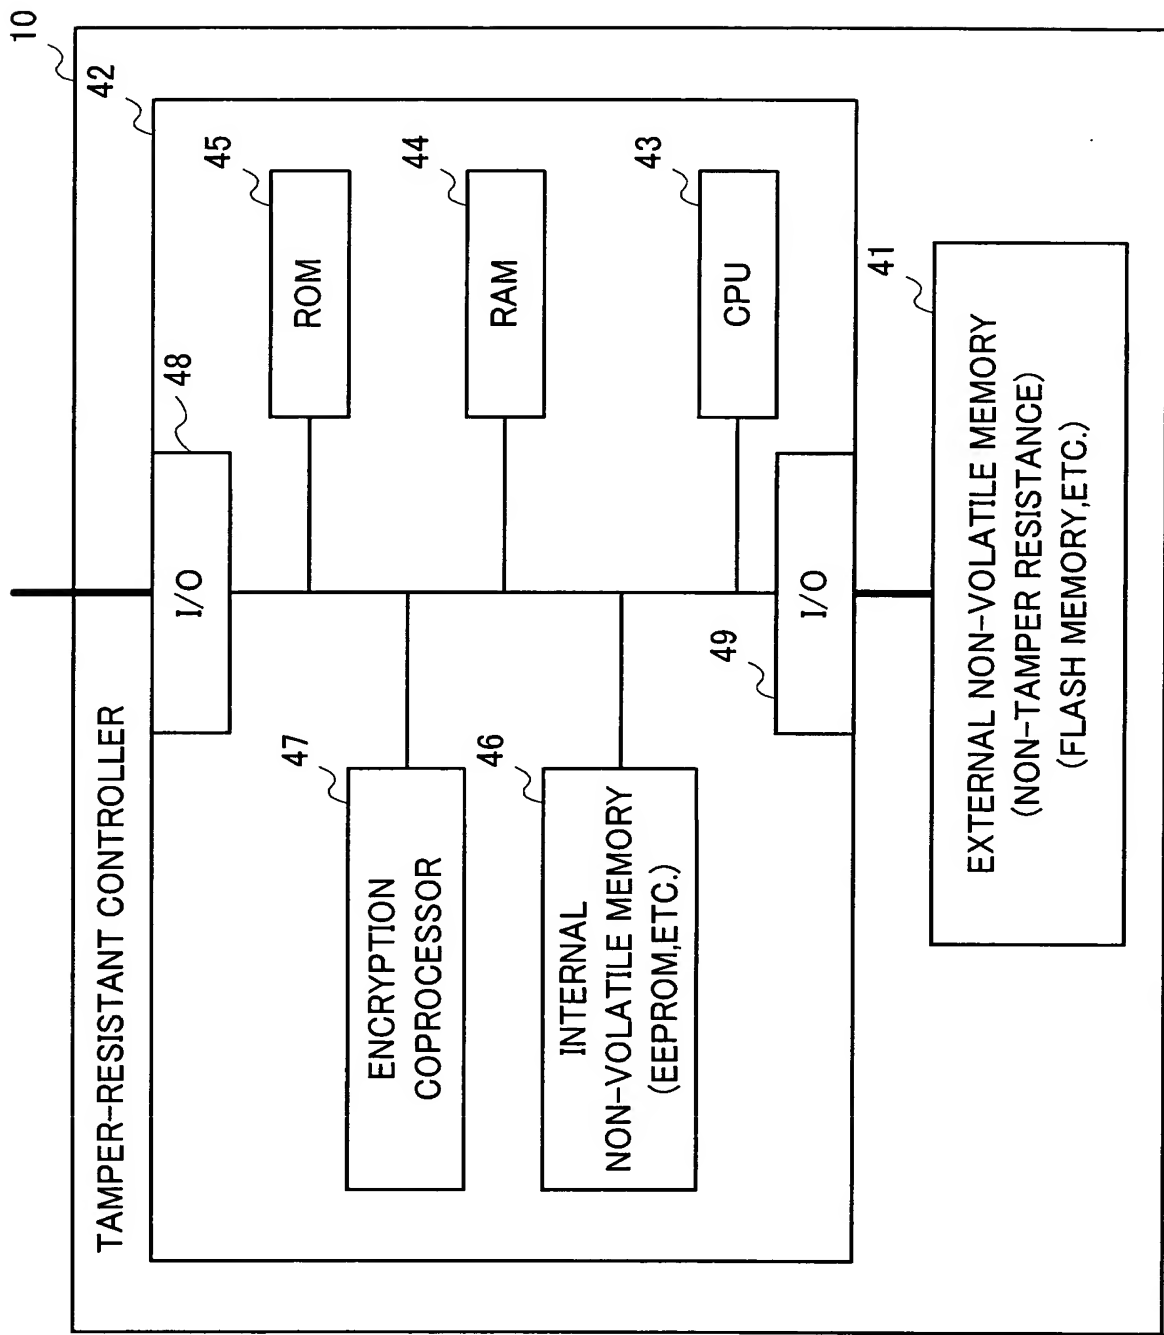 10
TAMPER-RESISTANT CONTROLLER
42
I/O
48
ENCRYPTION
COPROCESSOR
47
ROM
45
INTERNAL
NON-VOLATILE MEMORY
(EEPROM,ETC.)
46
RAM
44
I/O
49
CPU
43
EXTERNAL NON-VOLATILE MEMORY
(NON-TAMPER RESISTANCE)
(FLASH MEMORY,ETC.)
41